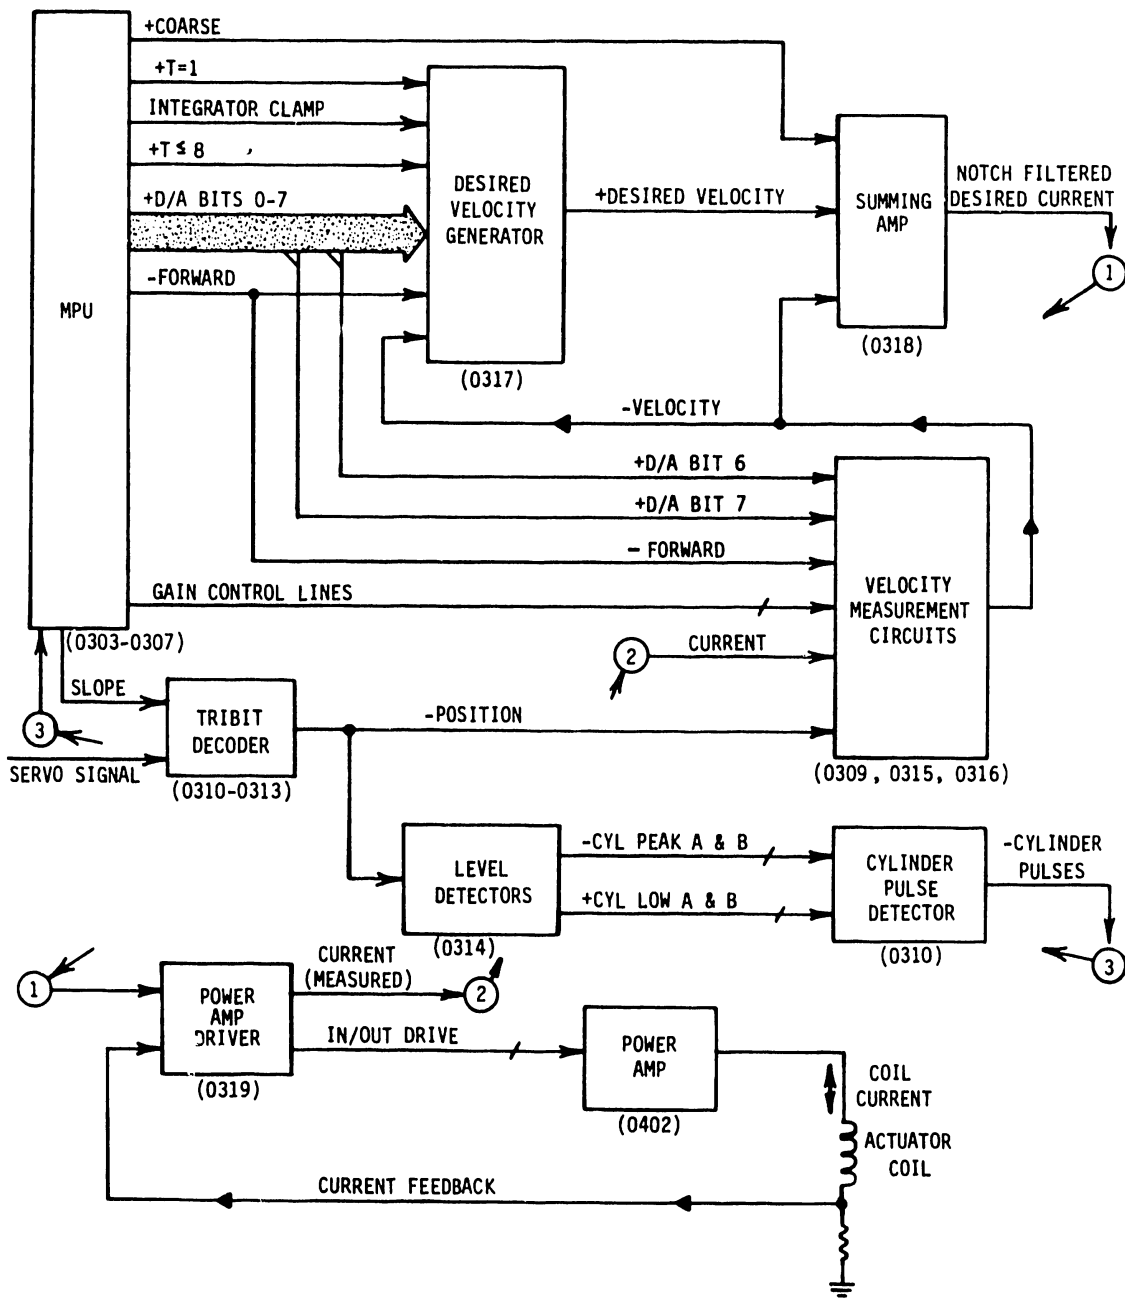 +COARSE
+T=1
INTEGRATOR CLAMP
+T≤8
+D/A BITS 0-7
-FORWARD
MPU
DESIRED
VELOCITY
GENERATOR
(0317)
+DESIRED VELOCITY
SUMMING
AMP
(0318)
NOTCH FILTERED
DESIRED CURRENT
1
-VELOCITY
+D/A BIT 6
+D/A BIT 7
- FORWARD
GAIN CONTROL LINES
2
CURRENT
VELOCITY
MEASUREMENT
CIRCUITS
(0309, 0315, 0316)
(0303-0307)
SLOPE
3
SERVO SIGNAL
TRIBIT
DECODER
(0310-0313)
-POSITION
LEVEL
DETECTORS
(0314)
-CYL PEAK A & B
+CYL LOW A & B
CYLINDER
PULSE
DETECTOR
(0310)
-CYLINDER
PULSES
3
1
POWER
AMP
DRIVER
(0319)
CURRENT
(MEASURED)
2
IN/OUT DRIVE
POWER
AMP
(0402)
COIL
CURRENT
ACTUATOR
COIL
CURRENT FEEDBACK